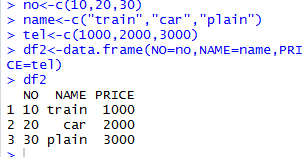 > no<-c(10,20,30)
> name<-c("train","car","plain")
> tel<-c(1000,2000,3000)
> df2<-data.frame(NO=no,NAME=name,PRI
CE=tel)
> df2
  NO  NAME PRICE
1 10 train  1000
2 20   car  2000
3 30 plain  3000
>